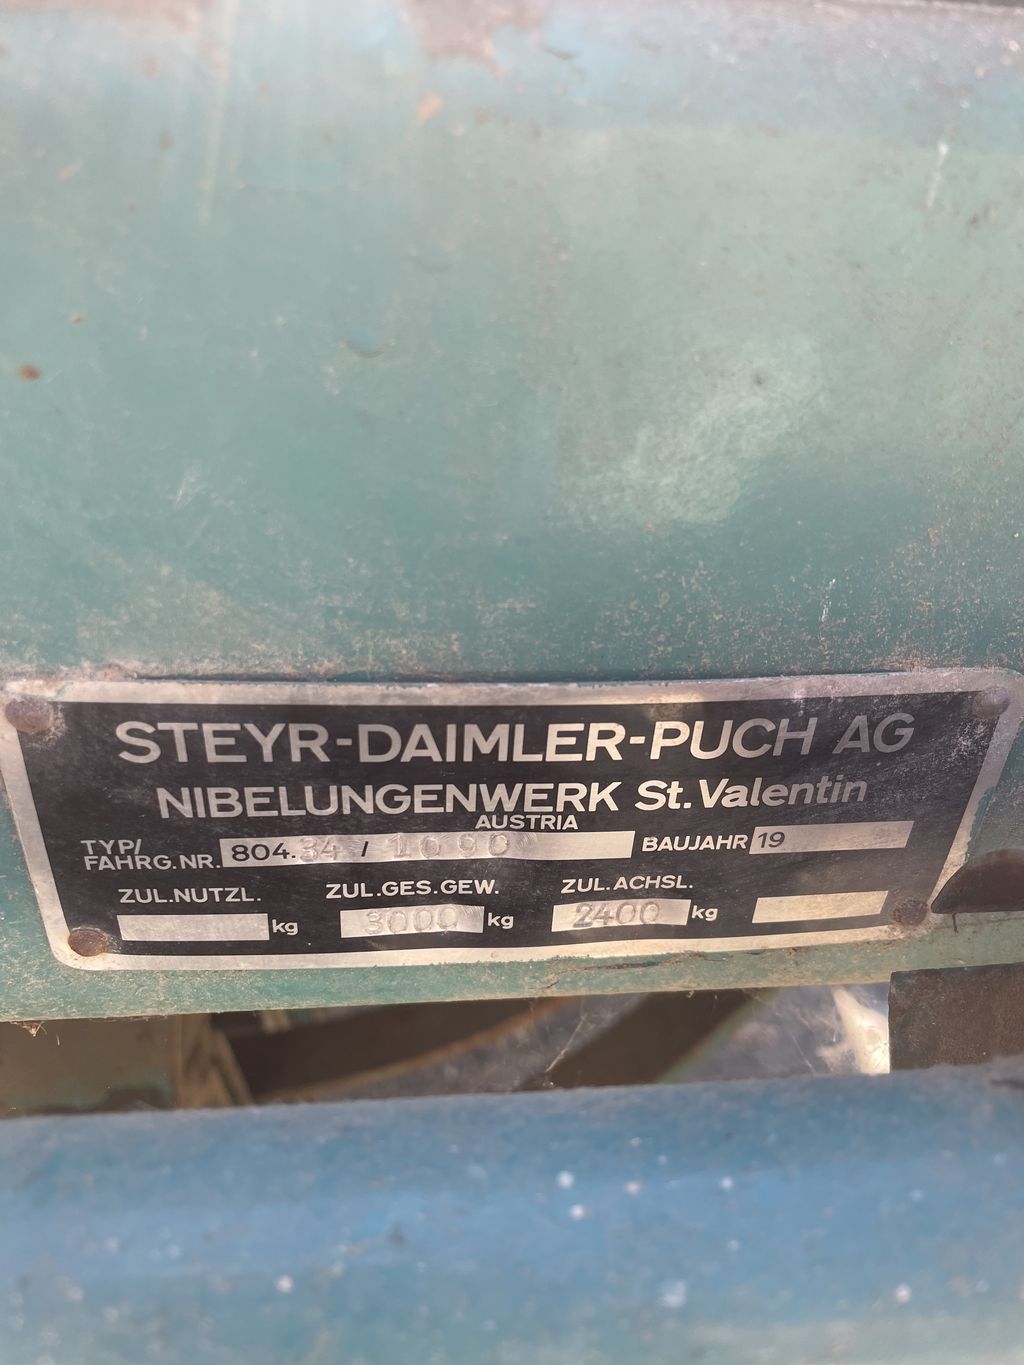 STEYR-DAIMLER-PUCH AG
NIBELUNGENWERK St. Valentin
AUSTRIA
TYP/
FAHRG.NR. 804.34 / 1090
BAUJAHR 19
ZUL.NUTZL. ZUL.GES.GEW. ZUL.ACHSL.
kg 3000 kg 2400 kg